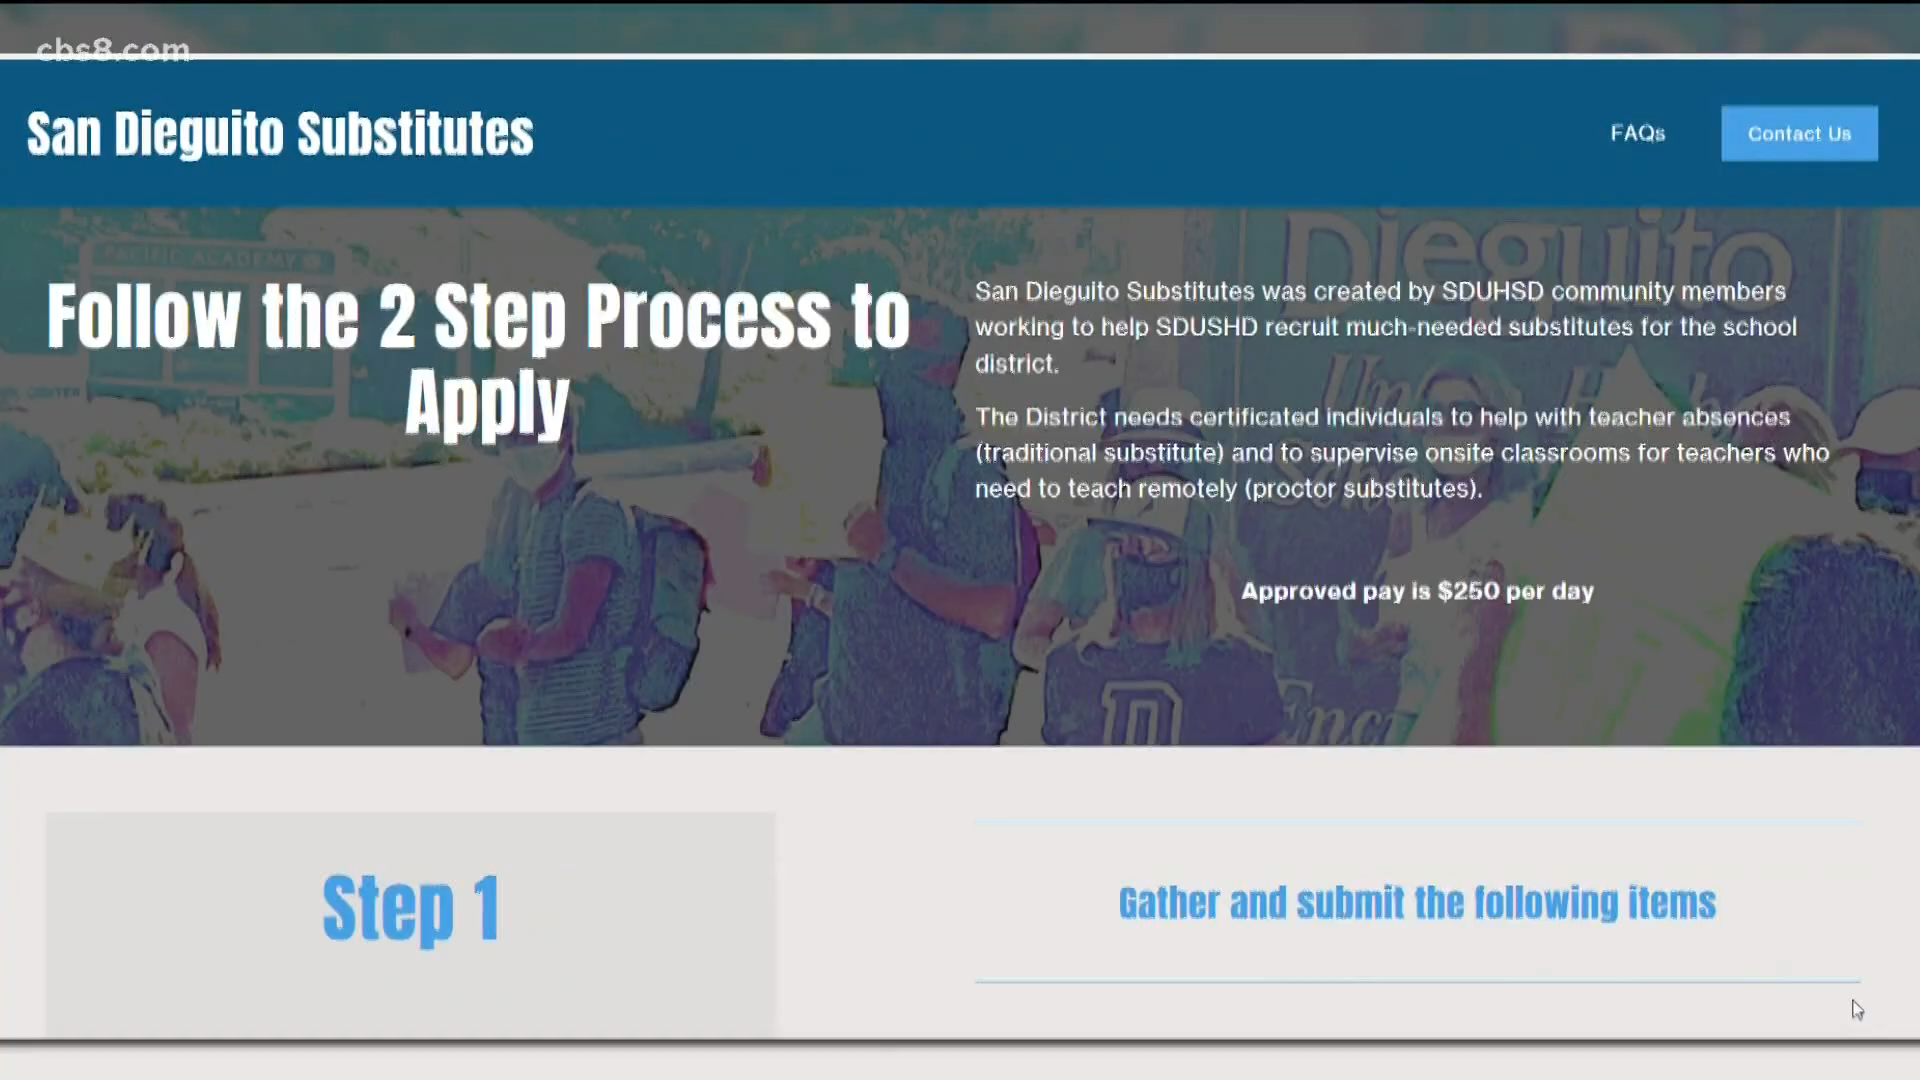 cbs8.com
San Dieguito Substitutes
FAQs
Contact Us
PACIFIC ACADEMY
Dieguito
Follow the 2 Step Process to
Apply
San Dieguito Substitutes was created by SDUHSD community members
working to help SDUSHD recruit much-needed substitutes for the school
district.
The District needs certificated individuals to help with teacher absences
(traditional substitute) and to supervise onsite classrooms for teachers who
need to teach remotely (proctor substitutes).
Approved pay is $250 per day
D
Step 1
Gather and submit the following items